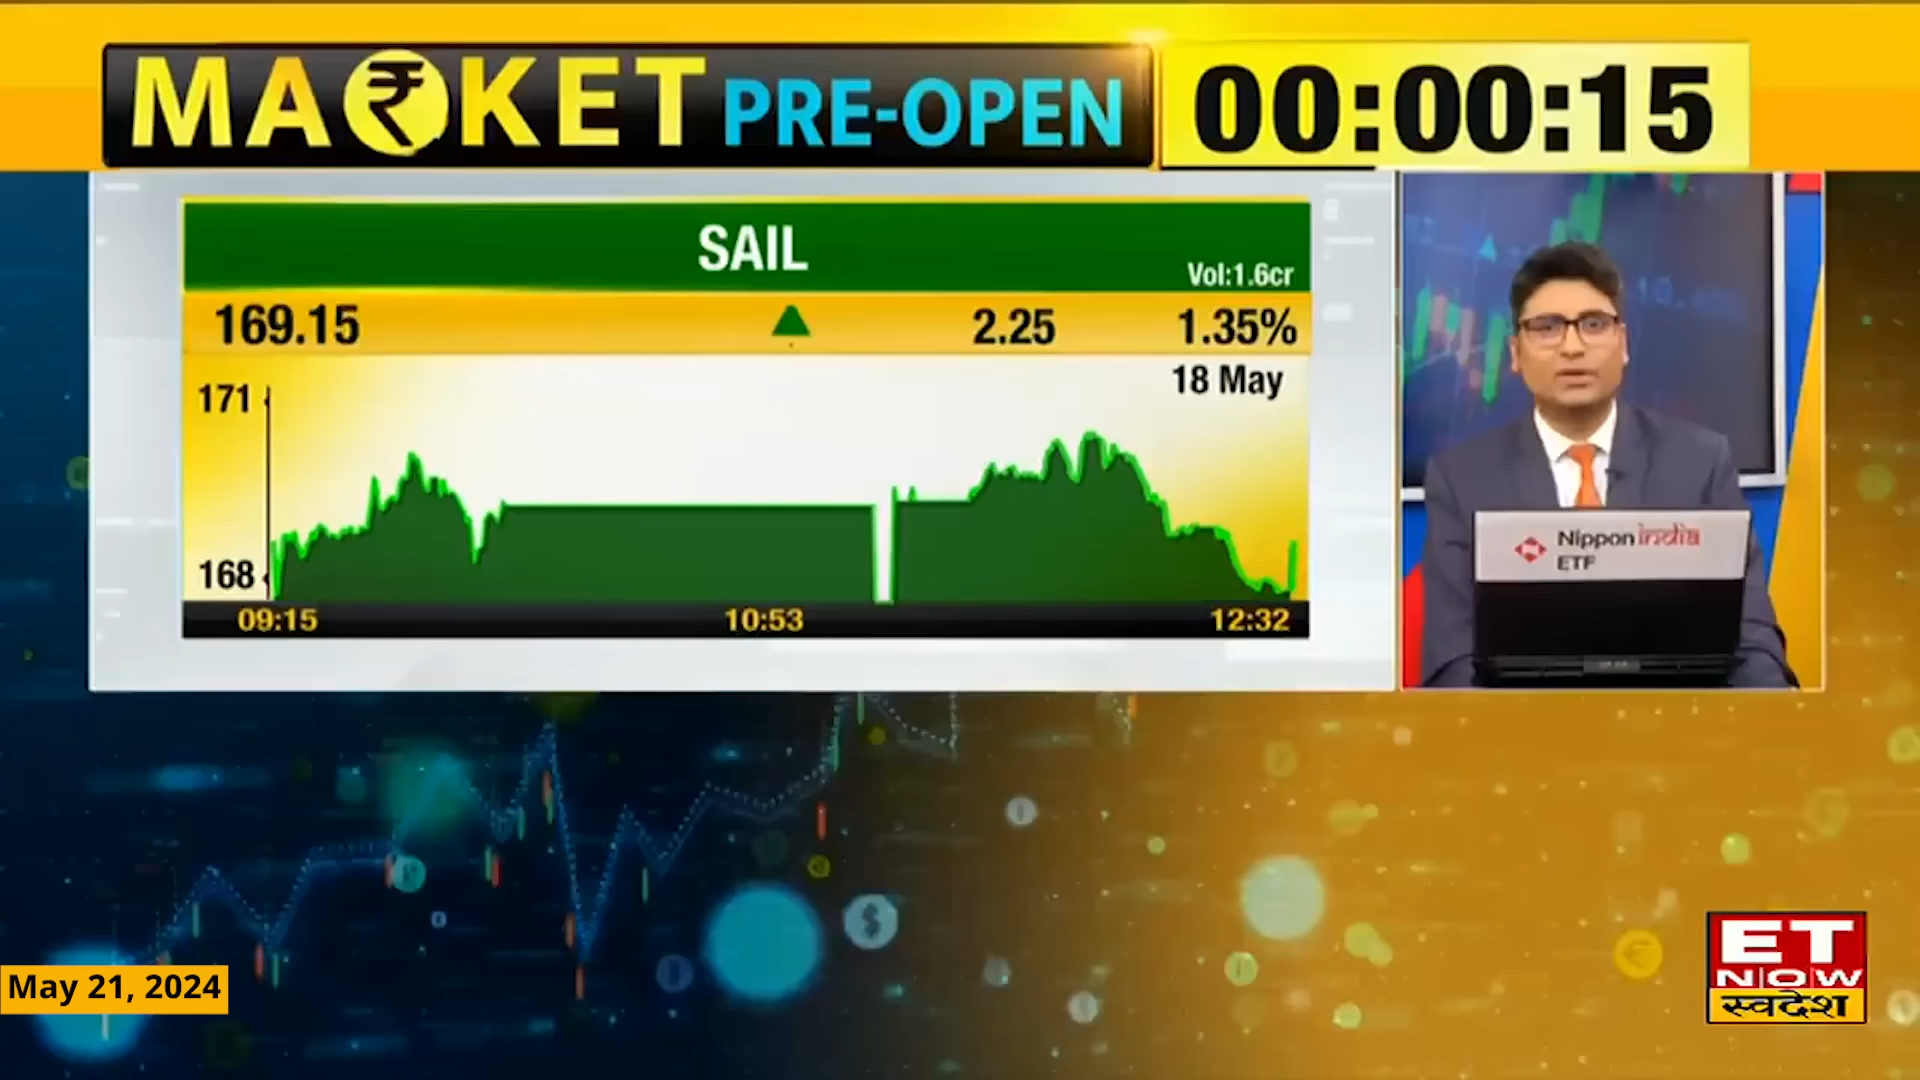 MA₹KET PRE-OPEN
00:00:15
SAIL
Vol:1.6cr
169.15 ▲ 2.25 1.35%
18 May
171
168
09:15 10:53 12:32
Nippon india
ETF
May 21, 2024
ET
NOW
स्वदेश